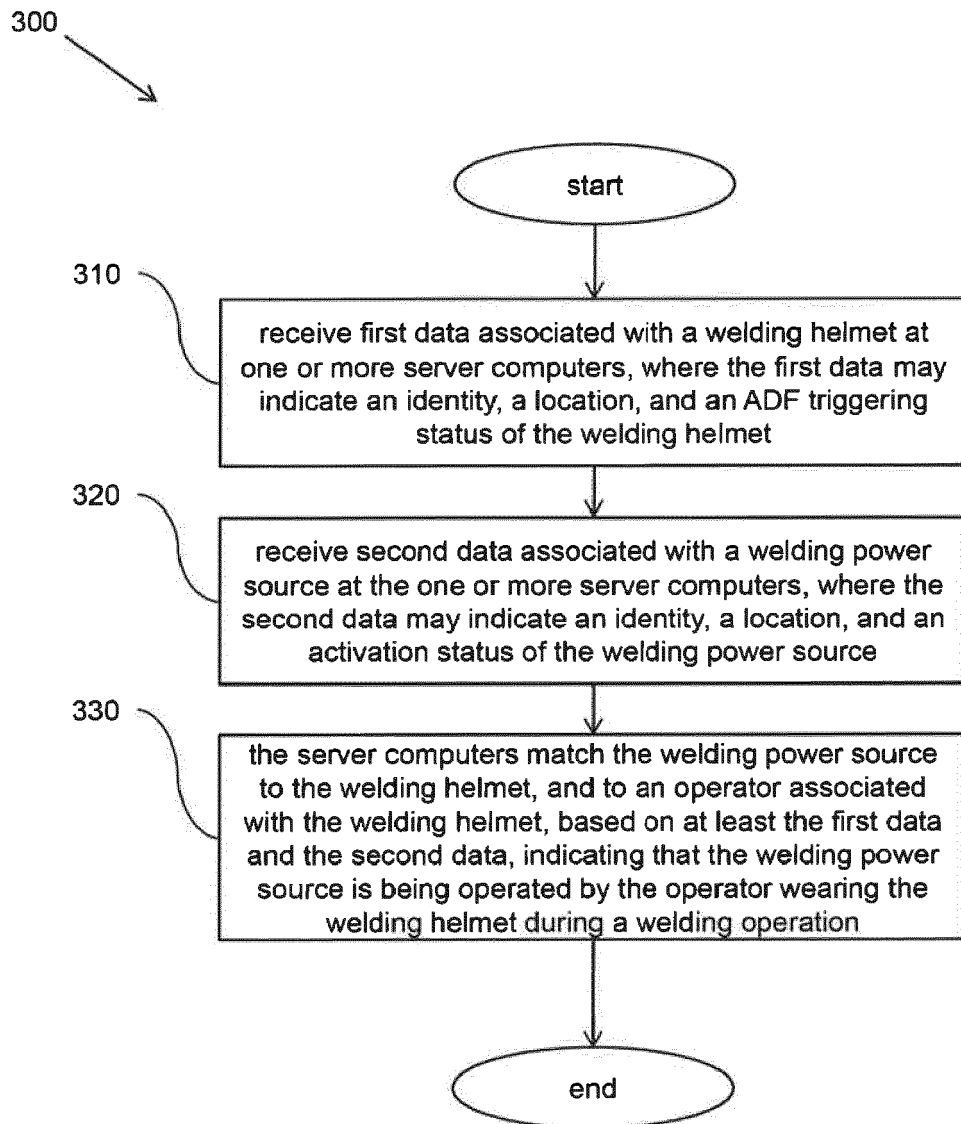 300
start
310
receive first data associated with a welding helmet at
one or more server computers, where the first data may
indicate an identity, a location, and an ADF triggering
status of the welding helmet
320
receive second data associated with a welding power
source at the one or more server computers, where the
second data may indicate an identity, a location, and an
activation status of the welding power source
330
the server computers match the welding power source
to the welding helmet, and to an operator associated
with the welding helmet, based on at least the first data
and the second data, indicating that the welding power
source is being operated by the operator wearing the
welding helmet during a welding operation
end